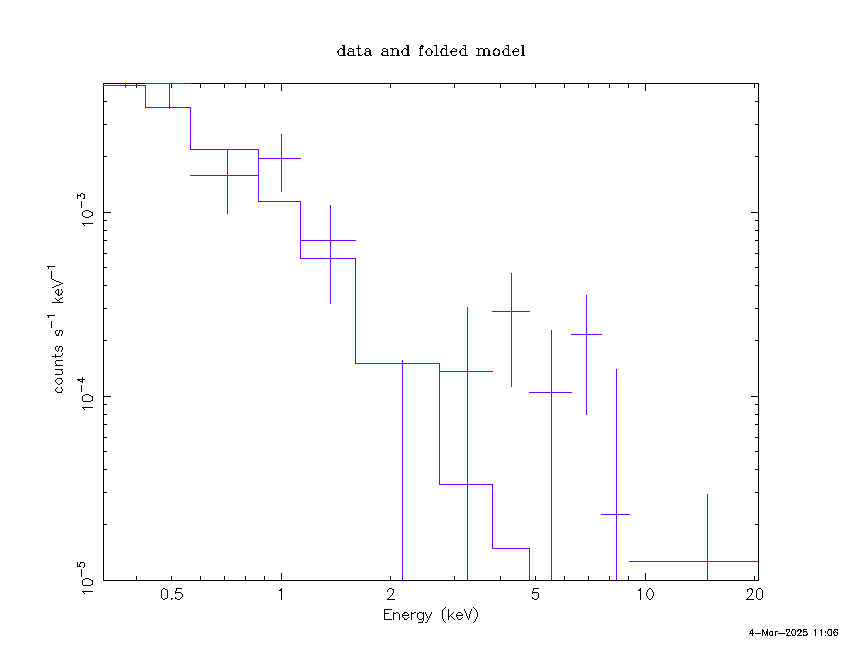 data and folded model
counts s⁻¹ keV⁻¹
10⁻³
10⁻⁴
10⁻⁵
0.5 1 2 5 10 20
Energy (keV)
4-Mar-2025 11:06